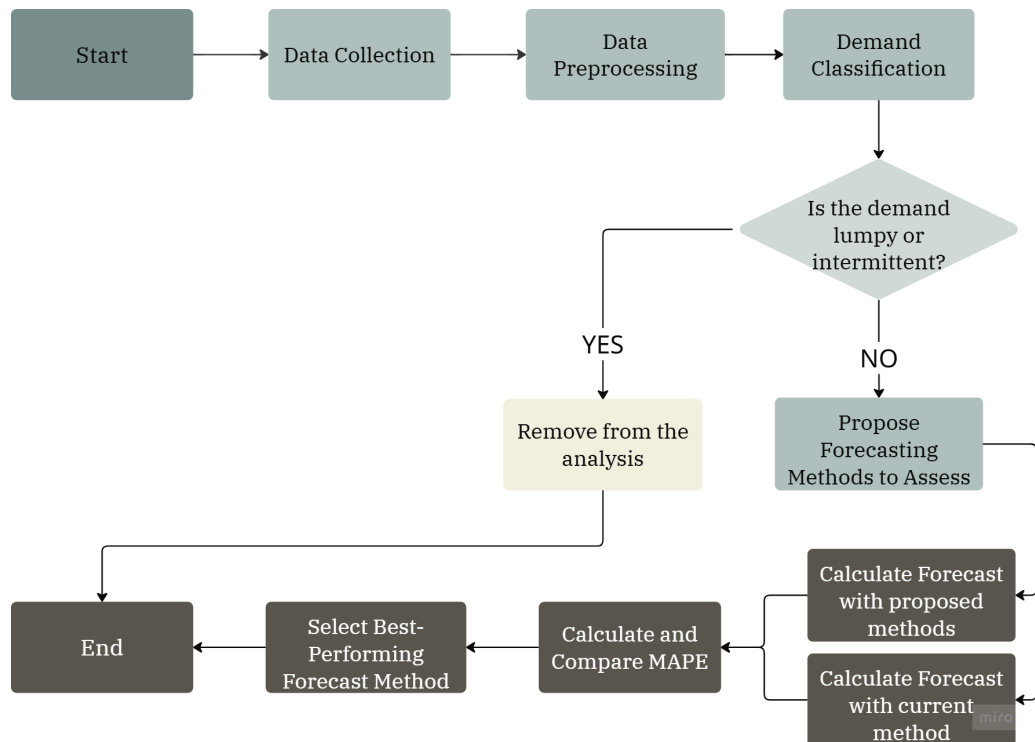 Start
Data Collection
Data
Preprocessing
Demand
Classification
Is the demand
lumpy or
intermittent?
YES
NO
Remove from the
analysis
Propose
Forecasting
Methods to Assess
Calculate Forecast
with proposed
methods
End
Select Best-
Performing
Forecast Method
Calculate and
Compare MAPE
Calculate Forecast
with current
method
miro